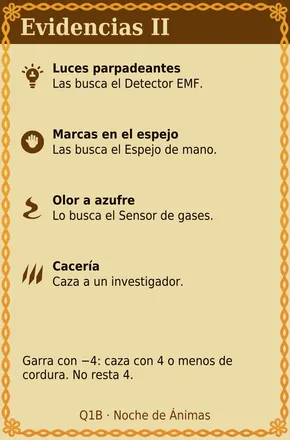 Evidencias II
Luces parpadeantes
Las busca el Detector EMF.
Marcas en el espejo
Las busca el Espejo de mano.
Olor a azufre
Lo busca el Sensor de gases.
Cacería
Caza a un investigador.
Garra con −4: caza con 4 o menos de
cordura. No resta 4.
Q1B · Noche de Ánimas